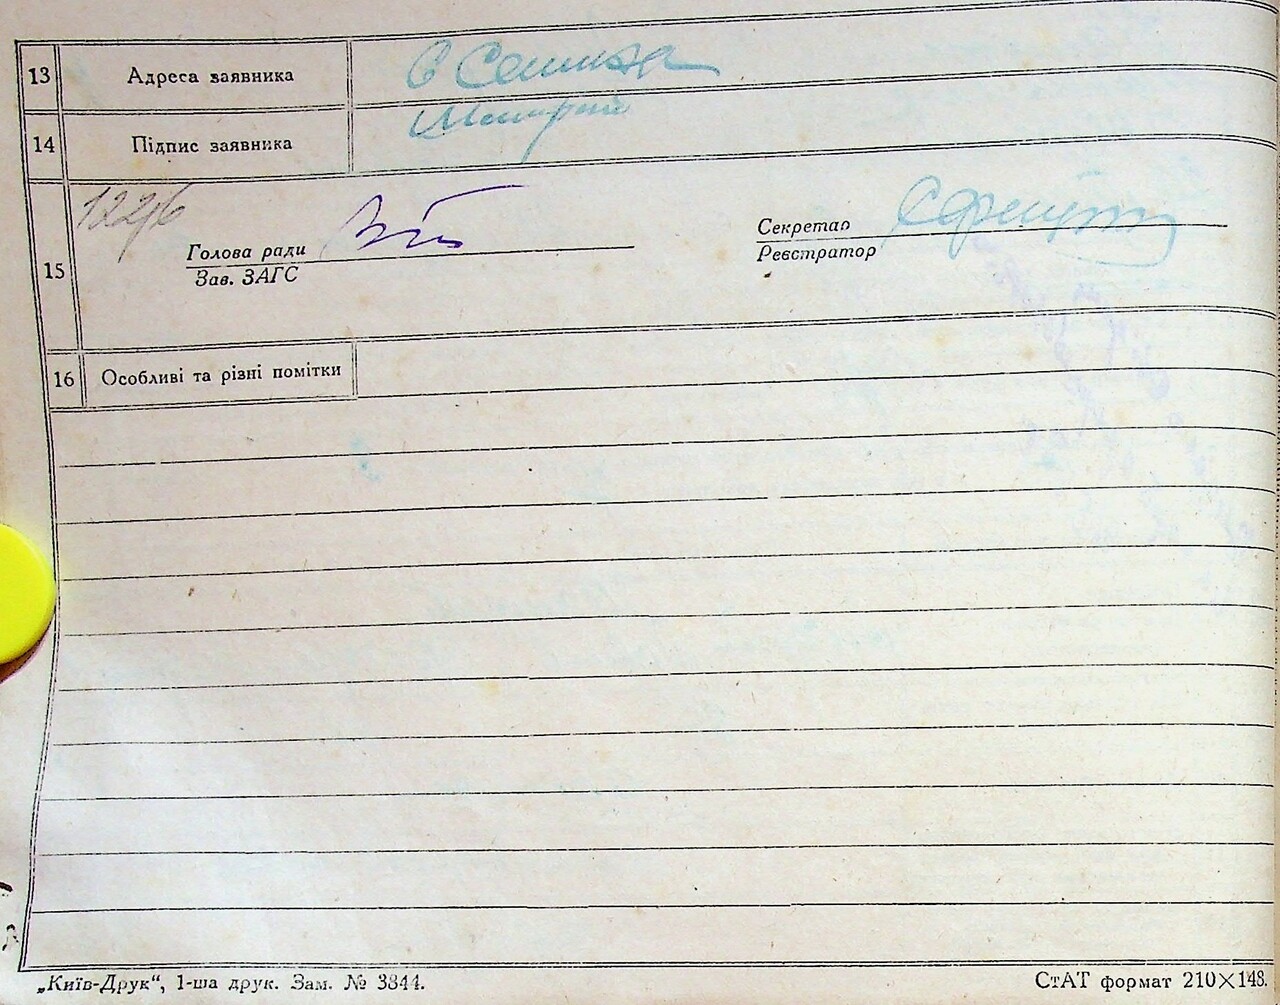 13 Адреса заявника с Сошка
14 Підпис заявника
1226
15 Голова ради Секретар
Зав. ЗАГС Реєстратор
16 Особливі та різні помітки
„Київ-Друк“, 1-ша друк. Зам. № 3844. СтАТ формат 210×148.